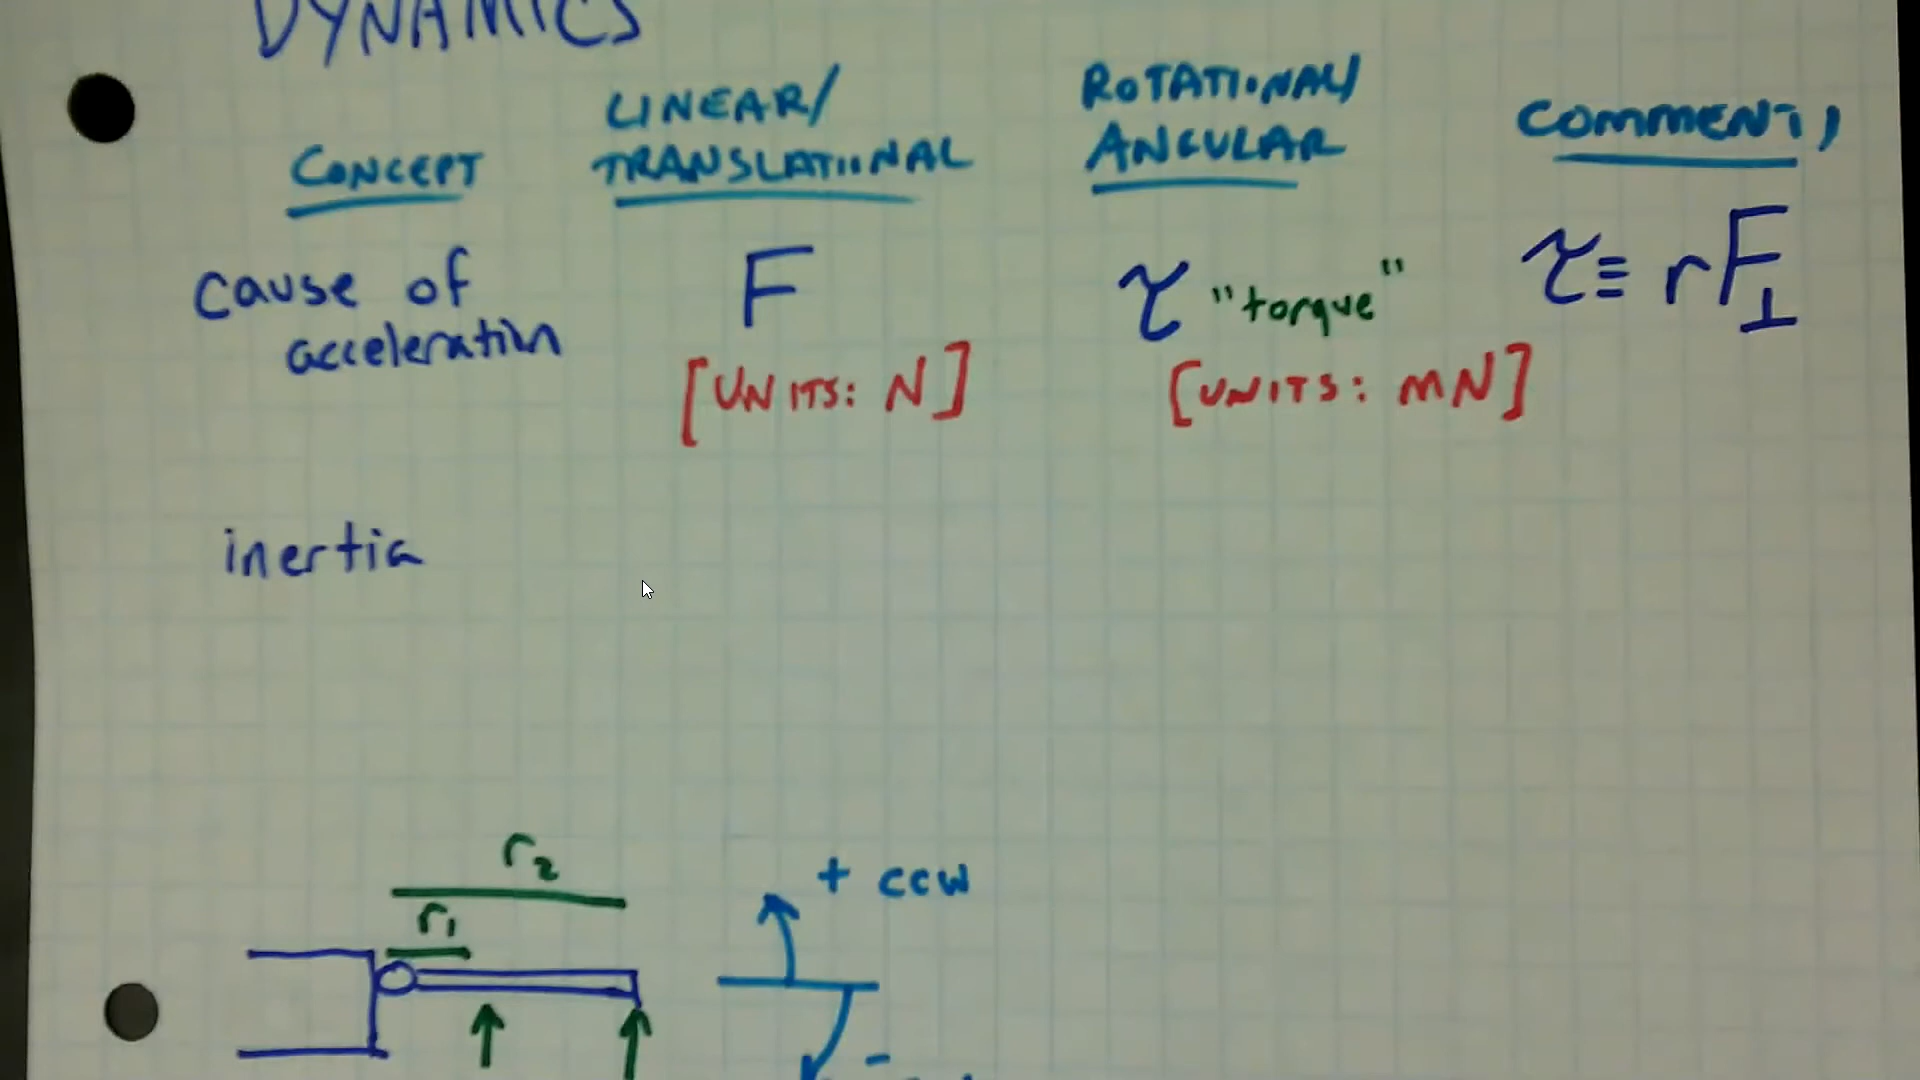 DYNAMICS
CONCEPT
LINEAR/
TRANSLATIONAL
ROTATIONAL/
ANGULAR
COMMENTS
cause of
acceleration
F
[UNITS: N]
τ "torque"
[UNITS: mN]
τ ≡ rF⊥
inertia
r₂
r₁
+ ccw
-